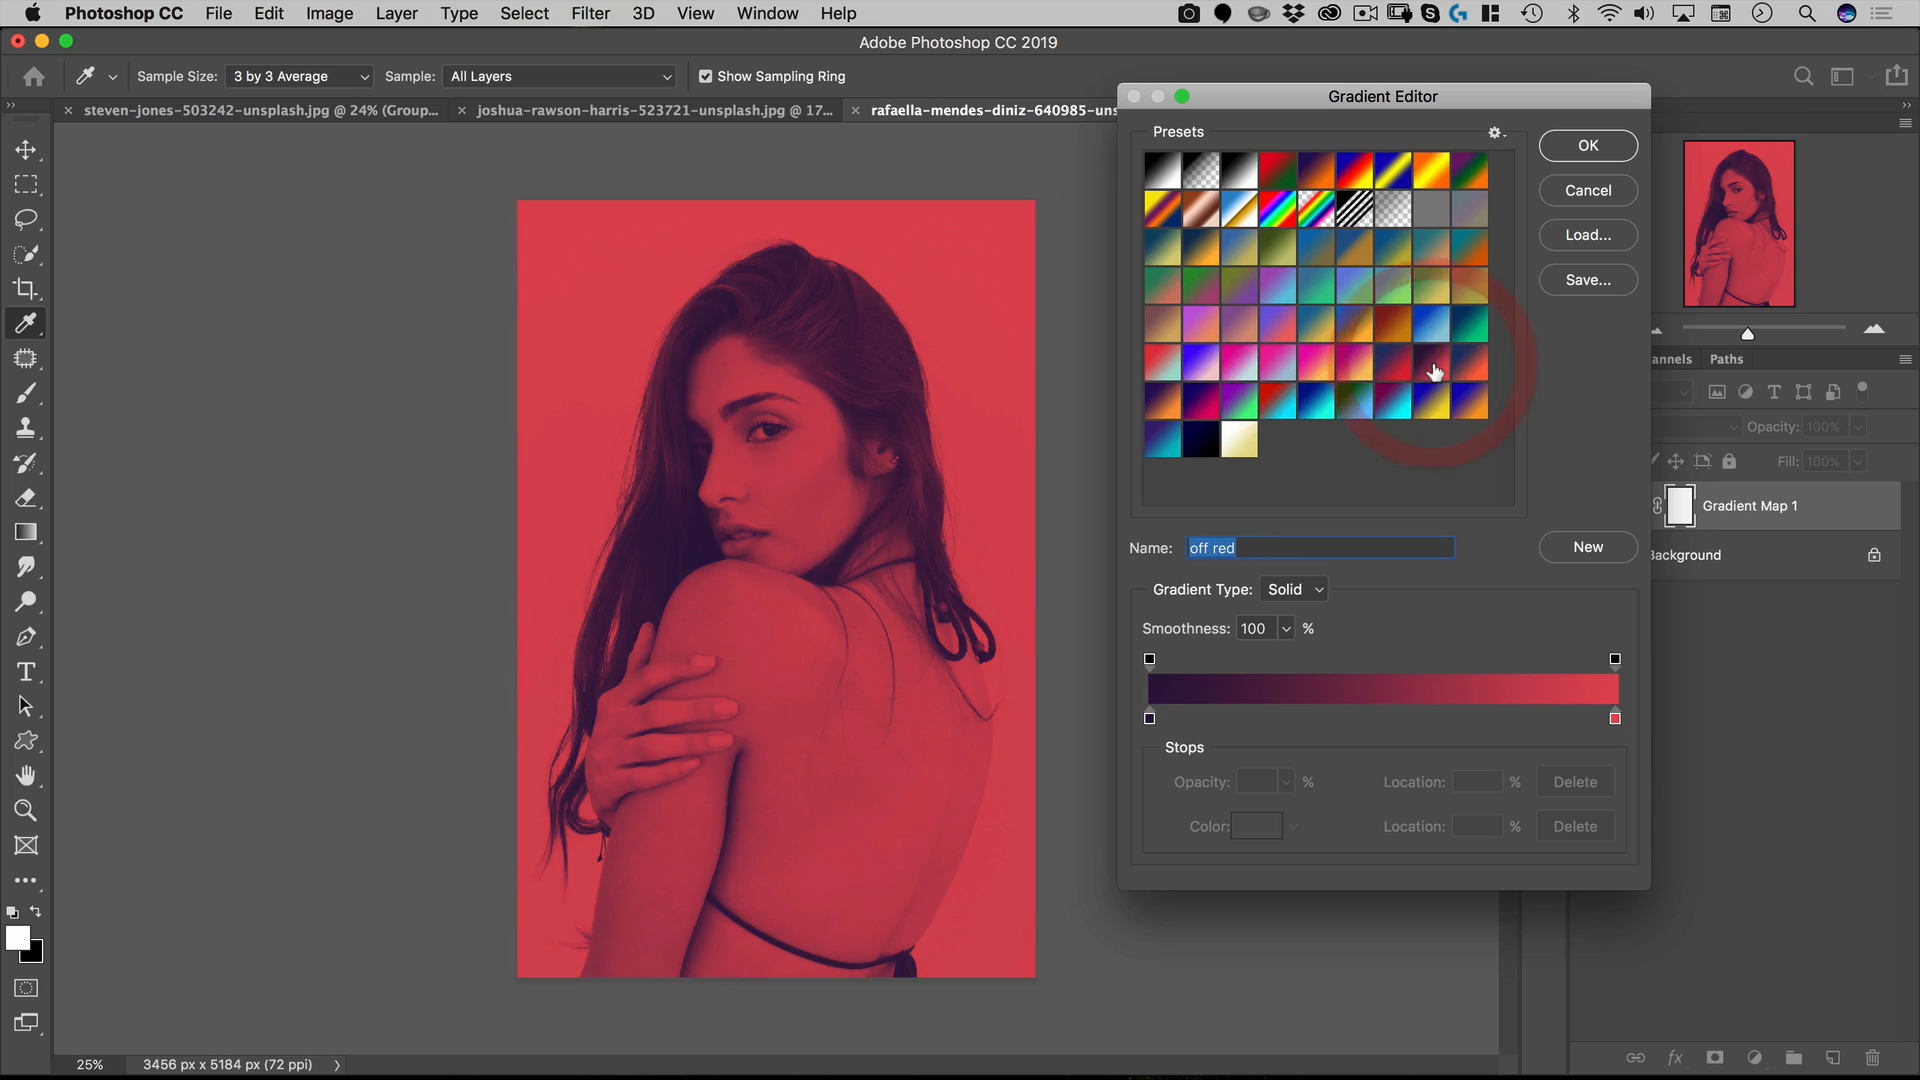 Photoshop CC File Edit Image Layer Type Select Filter 3D View Window Help
Adobe Photoshop CC 2019
Sample Size: 3 by 3 Average Sample: All Layers Show Sampling Ring
steven-jones-503242-unsplash.jpg @ 24% (Group... joshua-rawson-harris-523721-unsplash.jpg @ 17... rafaella-mendes-diniz-640985-uns
Gradient Editor
Presets
OK
Cancel
Load...
Save...
Name: off red
New
Gradient Type: Solid
Smoothness: 100 %
Stops
Opacity: % Location: % Delete
Color: Location: % Delete
annels Paths
Opacity: 100%
Fill: 100%
Gradient Map 1
Background
25% 3456 px x 5184 px (72 ppi)